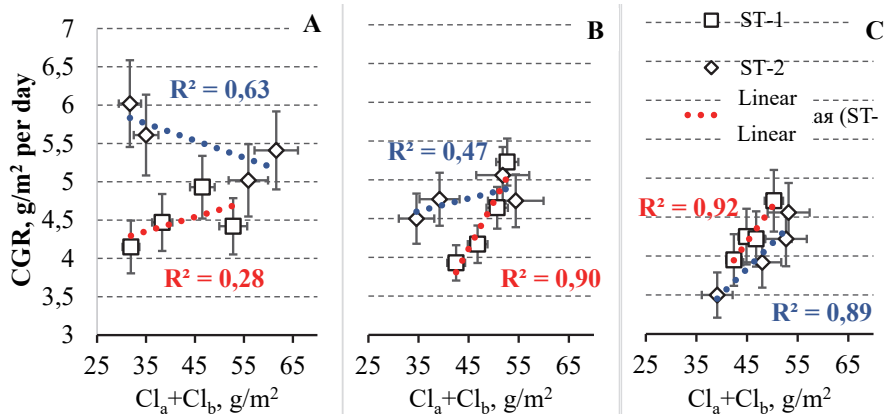 CGR, g/m² per day
7
6,5
6
5,5
5
4,5
4
3,5
3
A
R² = 0,63
R² = 0,28
25 35 45 55 65
Cl_a+Cl_b, g/m²
B
R² = 0,47
R² = 0,90
25 35 45 55 65
Cl_a+Cl_b, g/m²
C
ST-1
ST-2
Linear
ая (ST-
Linear
R² = 0,92
R² = 0,89
25 35 45 55 65
Cl_a+Cl_b, g/m²